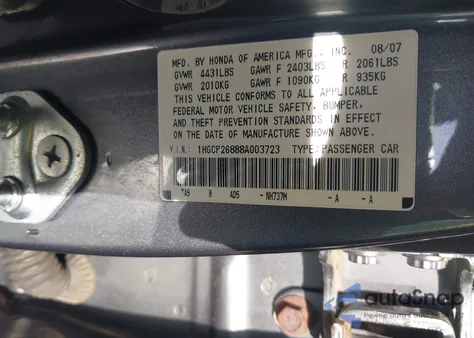 MFD. BY HONDA OF AMERICA MFG., INC. 08/07
GVWR 4431LBS GAWR F 2403LBS R 2061LBS
GVWR 2010KG GAWR F 1090KG R 935KG
THIS VEHICLE CONFORMS TO ALL APPLICABLE
FEDERAL MOTOR VEHICLE SAFETY, BUMPER,
AND THEFT PREVENTION STANDARDS IN EFFECT
ON THE DATE OF MANUFACTURE SHOWN ABOVE.
V.I.N.: 1HGCP26888A003723 TYPE: PASSENGER CAR
TA5 8 AD5 - NH737M - A - A
autoSnap